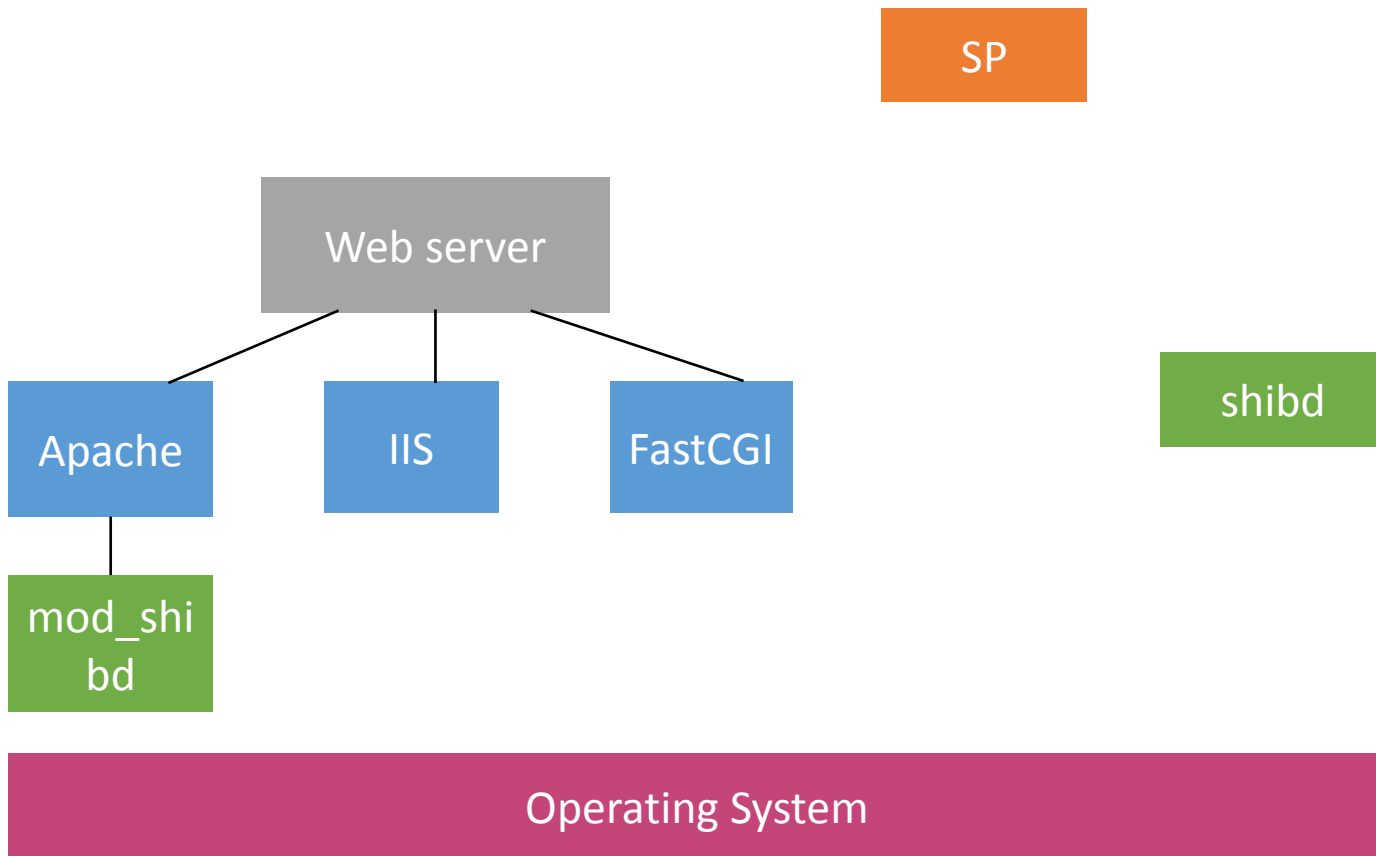 SP
Web server
Apache
IIS
FastCGI
shibd
mod_shi
bd
Operating System